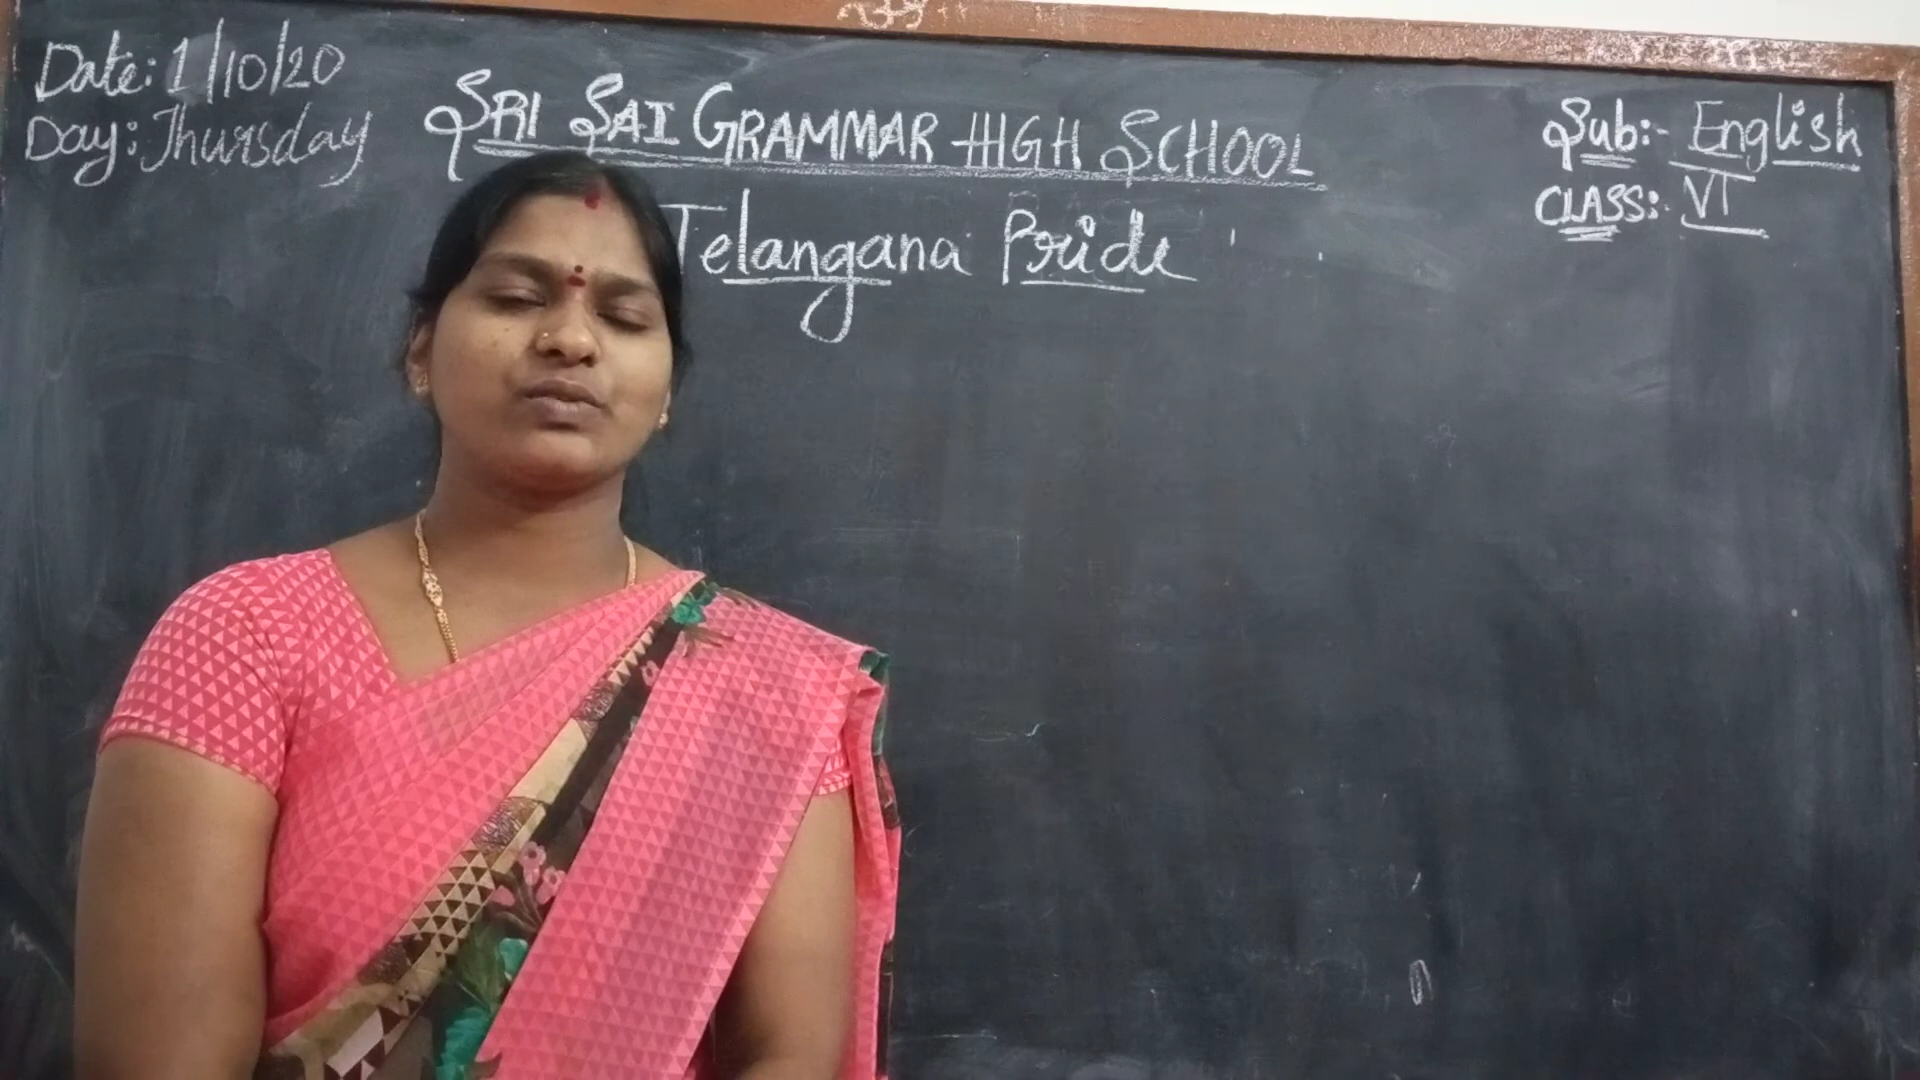 Date: 1/10/20
Day: Thursday
SRI SAI GRAMMAR HIGH SCHOOL
Telangana Pride
Sub:- English
CLASS:- VI